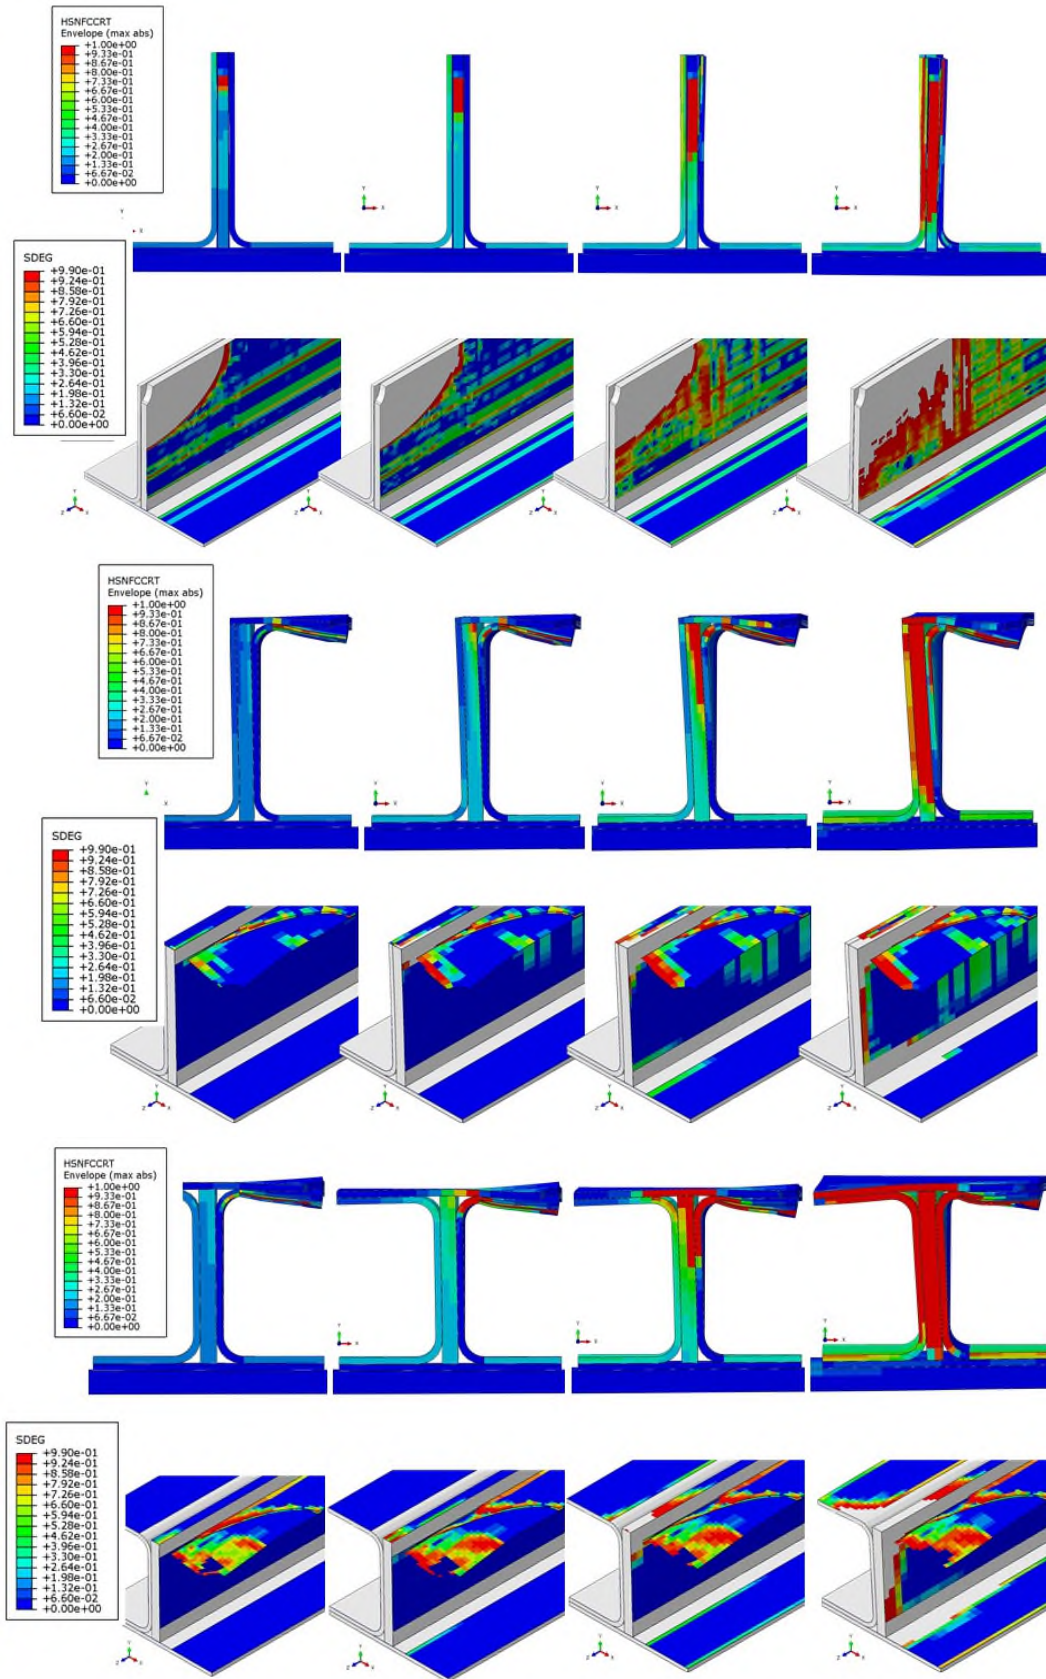 HSNFCCRT
Envelope (max abs)
+1.00e+00
+9.33e-01
+8.67e-01
+8.00e-01
+7.33e-01
+6.67e-01
+6.00e-01
+5.33e-01
+4.67e-01
+4.00e-01
+3.33e-01
+2.67e-01
+2.00e-01
+1.33e-01
+6.67e-02
+0.00e+00
SDEG
+9.90e-01
+9.24e-01
+8.58e-01
+7.92e-01
+7.26e-01
+6.60e-01
+5.94e-01
+5.28e-01
+4.62e-01
+3.96e-01
+3.30e-01
+2.64e-01
+1.98e-01
+1.32e-01
+6.60e-02
+0.00e+00
HSNFCCRT
Envelope (max abs)
+1.00e+00
+9.33e-01
+8.67e-01
+8.00e-01
+7.33e-01
+6.67e-01
+6.00e-01
+5.33e-01
+4.67e-01
+4.00e-01
+3.33e-01
+2.67e-01
+2.00e-01
+1.33e-01
+6.67e-02
+0.00e+00
SDEG
+9.90e-01
+9.24e-01
+8.58e-01
+7.92e-01
+7.26e-01
+6.60e-01
+5.94e-01
+5.28e-01
+4.62e-01
+3.96e-01
+3.30e-01
+2.64e-01
+1.98e-01
+1.32e-01
+6.60e-02
+0.00e+00
HSNFCCRT
Envelope (max abs)
+1.00e+00
+9.33e-01
+8.67e-01
+8.00e-01
+7.33e-01
+6.67e-01
+6.00e-01
+5.33e-01
+4.67e-01
+4.00e-01
+3.33e-01
+2.67e-01
+2.00e-01
+1.33e-01
+6.67e-02
+0.00e+00
SDEG
+9.90e-01
+9.24e-01
+8.58e-01
+7.92e-01
+7.26e-01
+6.60e-01
+5.94e-01
+5.28e-01
+4.62e-01
+3.96e-01
+3.30e-01
+2.64e-01
+1.98e-01
+1.32e-01
+6.60e-02
+0.00e+00